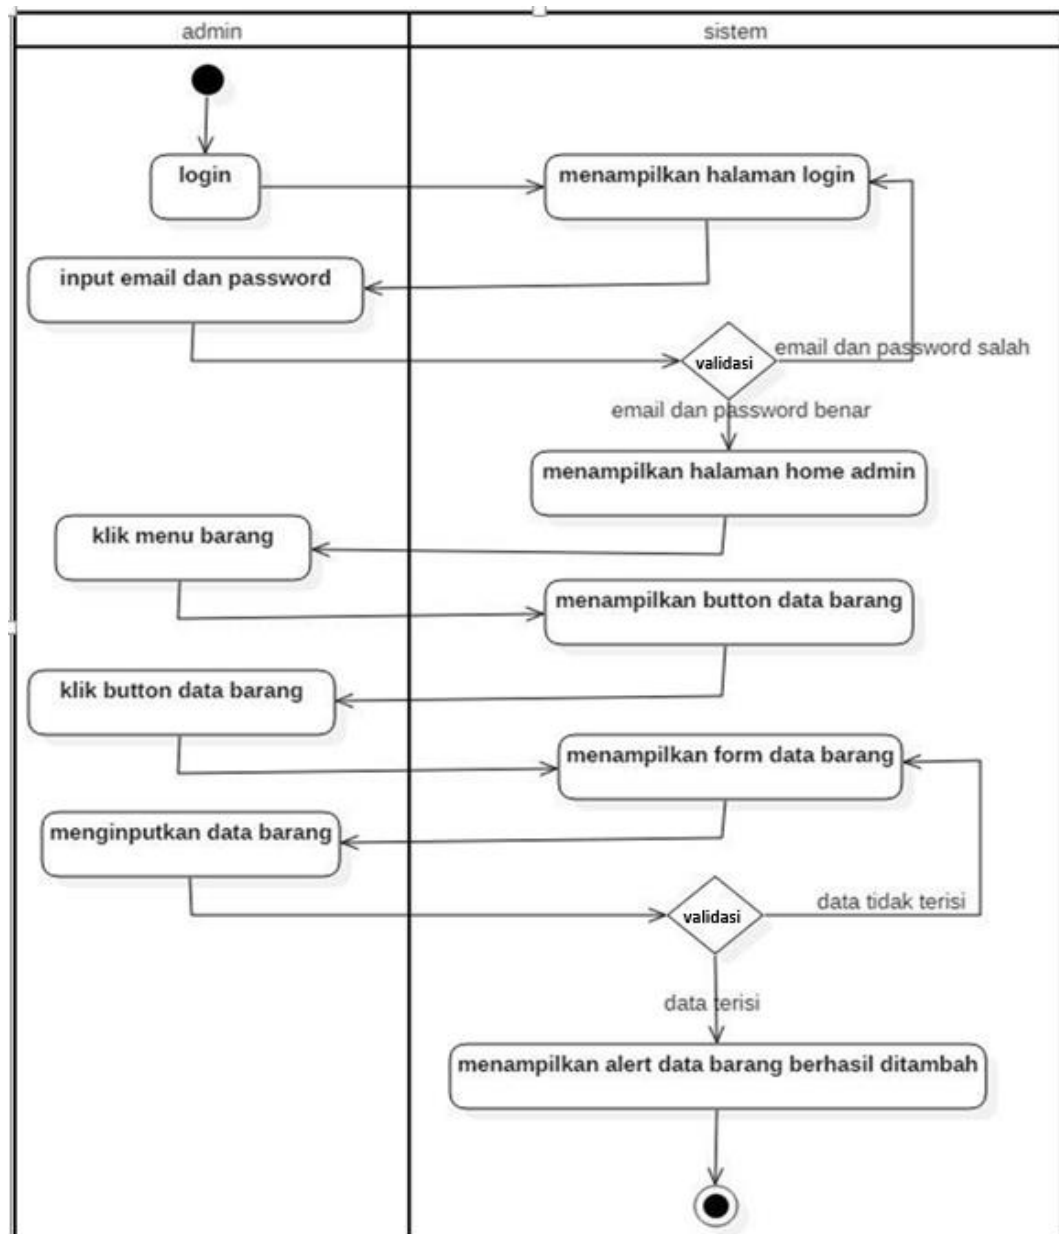 admin
sistem
login
menampilkan halaman login
input email dan password
validasi
email dan password salah
email dan password benar
menampilkan halaman home admin
klik menu barang
menampilkan button data barang
klik button data barang
menampilkan form data barang
menginputkan data barang
validasi
data tidak terisi
data terisi
menampilkan alert data barang berhasil ditambah